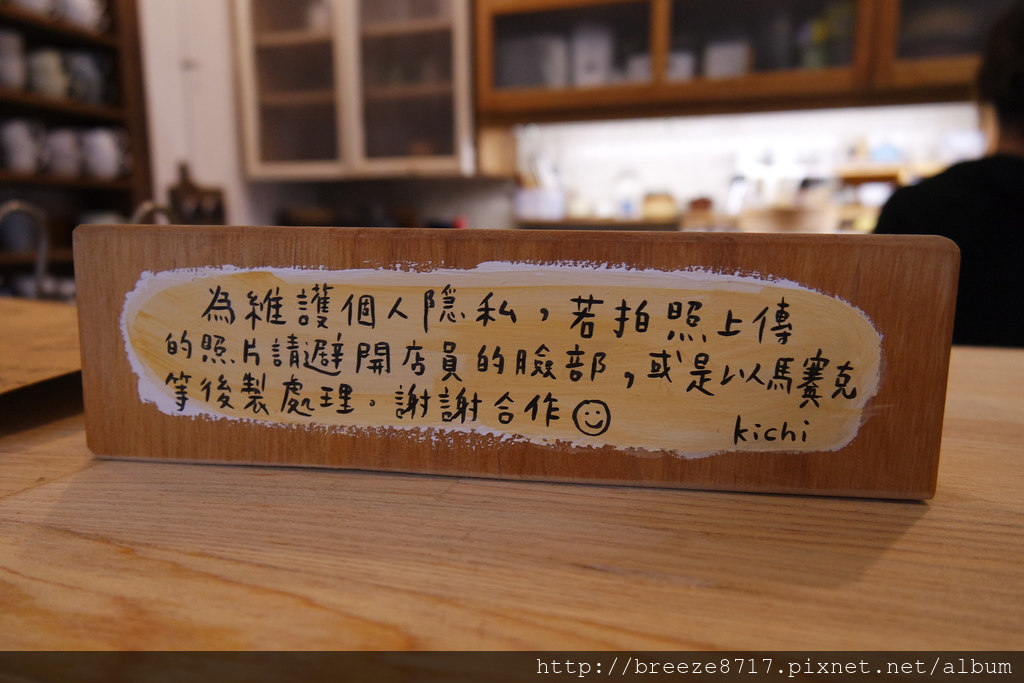 為維護個人隱私，若拍照上傳
的照片請避開店員的臉部，或是以馬賽克
等後製處理。謝謝合作☺
kichi
http://breeze8717.pixnet.net/album